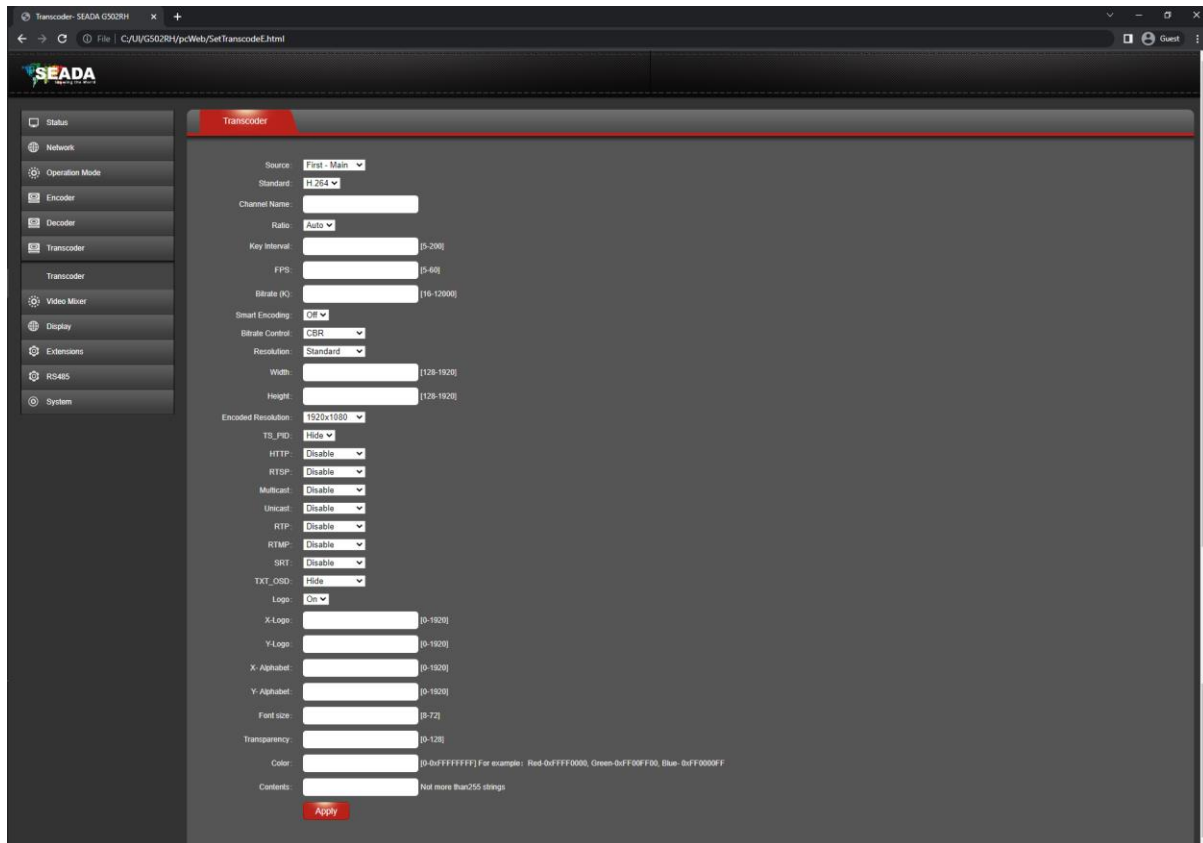 Transcoder- SEADA G502RH
File C:/UI/G502RH/pcWeb/SetTranscodeE.html
Guest
SEADA
Status
Network
Operation Mode
Encoder
Decoder
Transcoder
Transcoder
Video Mixer
Display
Extensions
RS485
System
Transcoder
Source: First - Main
Standard: H.264
Channel Name:
Ratio: Auto
Key Interval: [5-200]
FPS: [5-60]
Bitrate (K): [16-12000]
Smart Encoding: Off
Bitrate Control: CBR
Resolution: Standard
Width: [128-1920]
Height: [128-1920]
Encoded Resolution: 1920x1080
TS_PID: Hide
HTTP: Disable
RTSP: Disable
Multicast: Disable
Unicast: Disable
RTP: Disable
RTMP: Disable
SRT: Disable
TXT_OSD: Hide
Logo: On
X-Logo: [0-1920]
Y-Logo: [0-1920]
X- Alphabet: [0-1920]
Y- Alphabet: [0-1920]
Font size: [8-72]
Transparency: [0-128]
Color: [0-0xFFFFFFFF] For example: Red-0xFFFF0000, Green-0xFF00FF00, Blue- 0xFF0000FF
Contents: Not more than255 strings
Apply